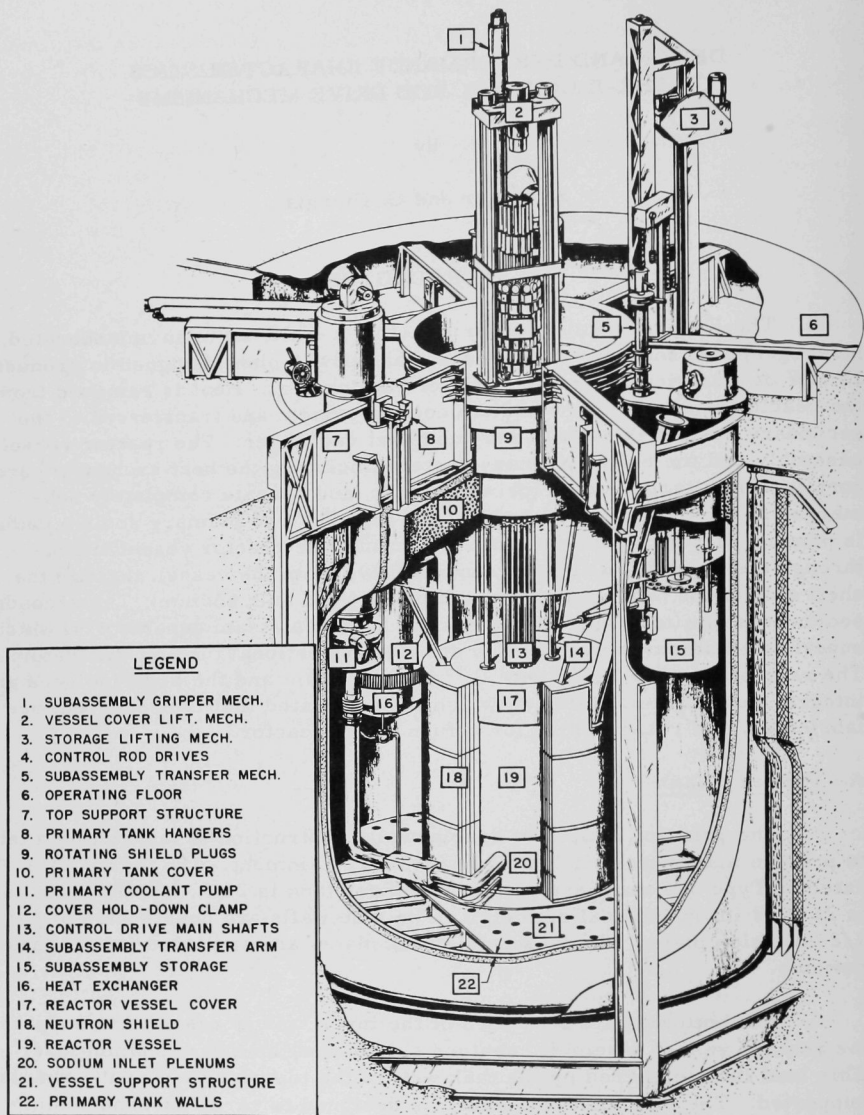 1
2
3
4
5
6
7
8
9
10
11
12
13
14
15
16
17
18
19
20
21
22
LEGEND
1. SUBASSEMBLY GRIPPER MECH.
2. VESSEL COVER LIFT. MECH.
3. STORAGE LIFTING MECH.
4. CONTROL ROD DRIVES
5. SUBASSEMBLY TRANSFER MECH.
6. OPERATING FLOOR
7. TOP SUPPORT STRUCTURE
8. PRIMARY TANK HANGERS
9. ROTATING SHIELD PLUGS
10. PRIMARY TANK COVER
11. PRIMARY COOLANT PUMP
12. COVER HOLD-DOWN CLAMP
13. CONTROL DRIVE MAIN SHAFTS
14. SUBASSEMBLY TRANSFER ARM
15. SUBASSEMBLY STORAGE
16. HEAT EXCHANGER
17. REACTOR VESSEL COVER
18. NEUTRON SHIELD
19. REACTOR VESSEL
20. SODIUM INLET PLENUMS
21. VESSEL SUPPORT STRUCTURE
22. PRIMARY TANK WALLS